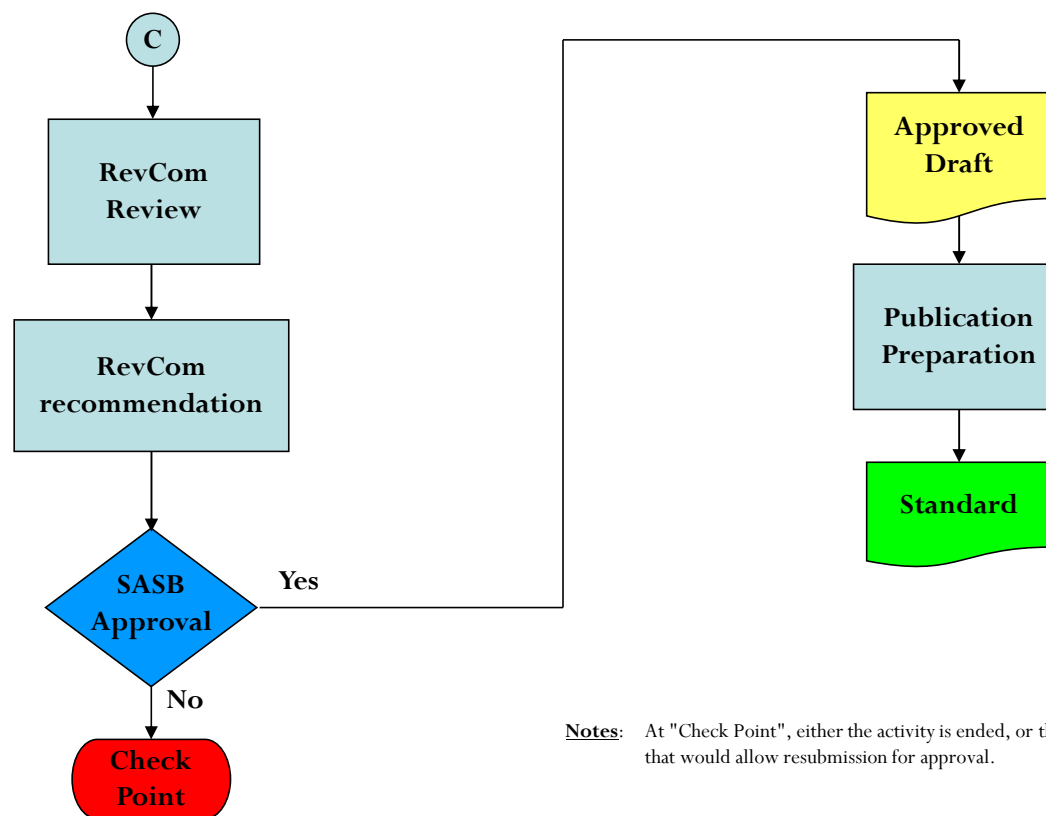 C
RevCom
Review
RevCom
recommendation
SASB
Approval
Yes
No
Check
Point
Approved
Draft
Publication
Preparation
Standard
Notes: At "Check Point", either the activity is ended, or
that would allow resubmission for approval.